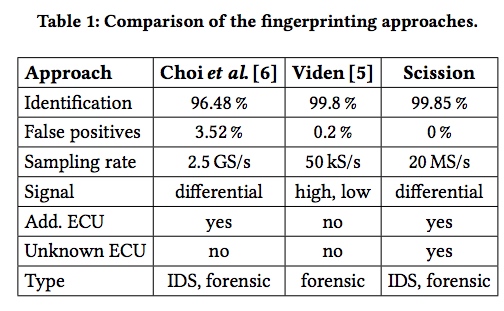 Table 1: Comparison of the fingerprinting approaches.
Approach Choi et al. [6] Viden [5] Scission
Identification 96.48 % 99.8 % 99.85 %
False positives 3.52 % 0.2 % 0 %
Sampling rate 2.5 GS/s 50 kS/s 20 MS/s
Signal differential high, low differential
Add. ECU yes no yes
Unknown ECU no no yes
Type IDS, forensic forensic IDS, forensic